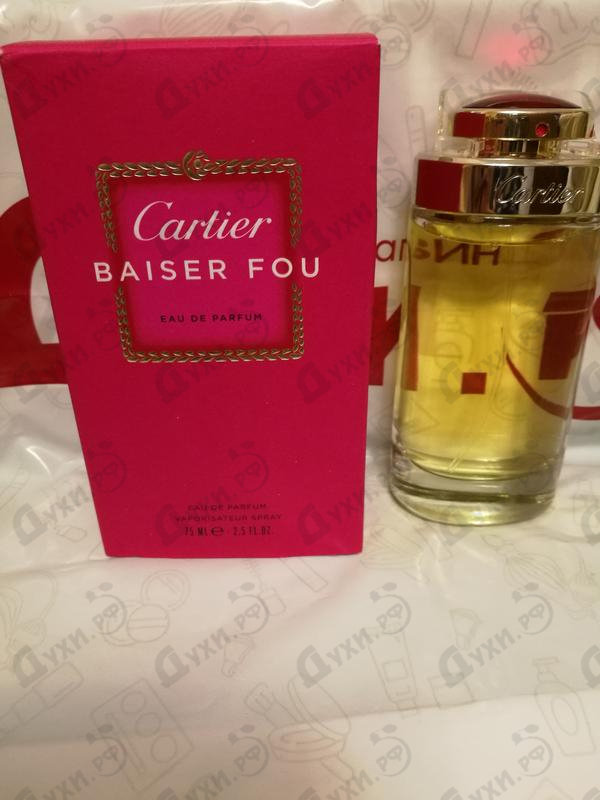 Cartier
BAISER FOU
EAU DE PARFUM
EAU DE PARFUM
VAPORISATEUR SPRAY
75 ML e 2.5 FL.OZ.
Cartier
Духи.рф